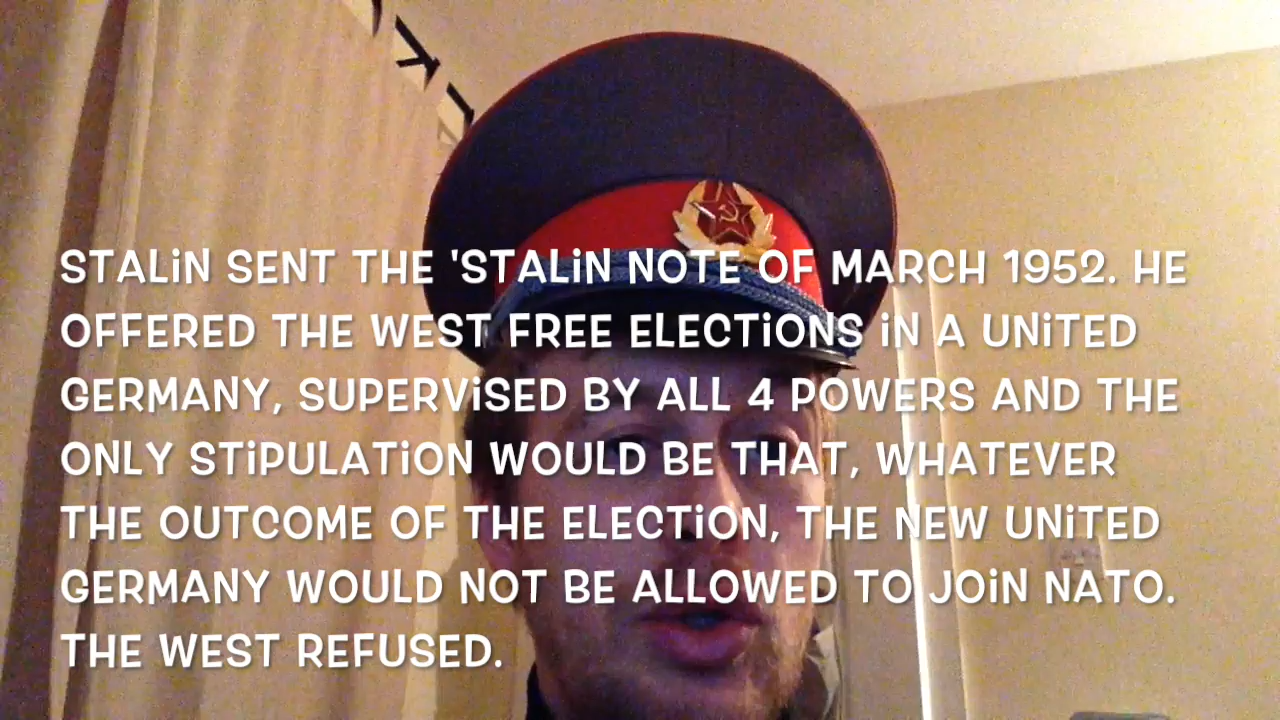 STALIN SENT THE 'STALIN NOTE OF MARCH 1952. HE
OFFERED THE WEST FREE ELECTIONS IN A UNITED
GERMANY, SUPERVISED BY ALL 4 POWERS AND THE
ONLY STIPULATION WOULD BE THAT, WHATEVER
THE OUTCOME OF THE ELECTION, THE NEW UNITED
GERMANY WOULD NOT BE ALLOWED TO JOIN NATO.
THE WEST REFUSED.